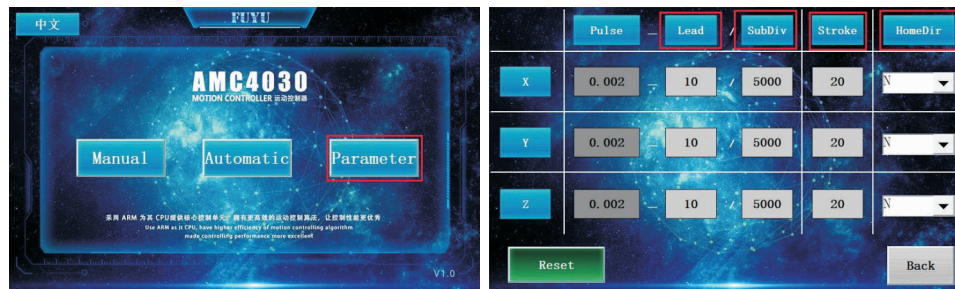 中文
FUYU
AMC4030
MOTION CONTROLLER 运动控制器
Manual
Automatic
Parameter
采用 ARM 为其 CPU提供核心控制单元，拥有更高效的运动控制算法，让控制性能更优秀
Use ARM as it CPU, have higher efficiency of motion controlling algorithm
made controlling performance more excellent
V1.0
Pulse _ Lead / SubDiv Stroke HomeDir
X 0.002 _ 10 / 5000 20 N
Y 0.002 _ 10 / 5000 20 N
Z 0.002 _ 10 / 5000 20 N
Reset
Back